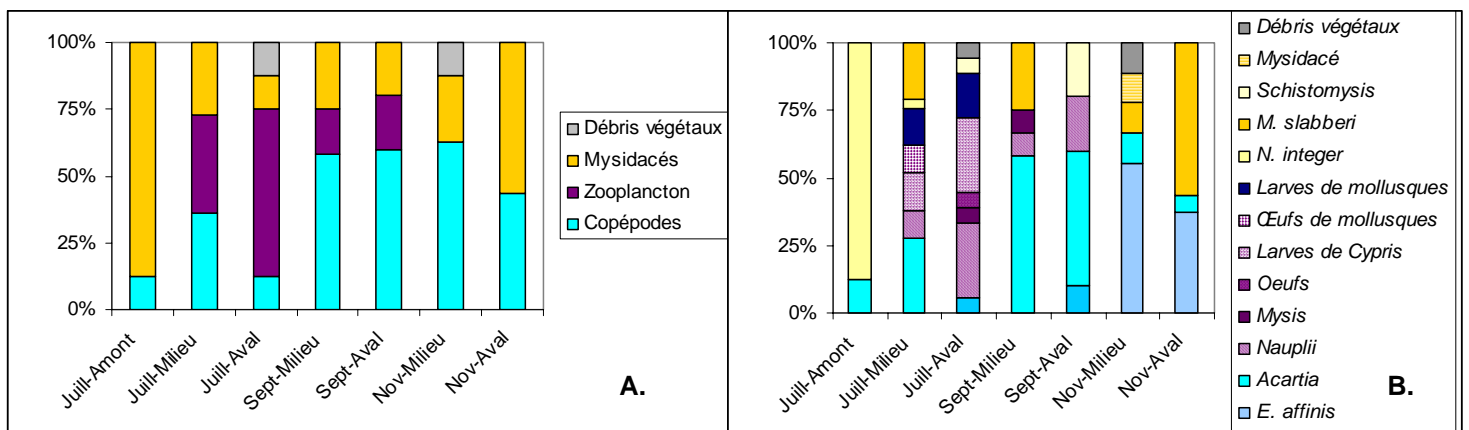 100%
75%
50%
25%
0%
Juill-Amont
Juill-Milieu
Juill-Aval
Sept-Milieu
Sept-Aval
Nov-Milieu
Nov-Aval
Débris végétaux
Mysidacés
Zooplancton
Copépodes
A.
100%
75%
50%
25%
0%
Juill-Amont
Juill-Milieu
Juill-Aval
Sept-Milieu
Sept-Aval
Nov-Milieu
Nov-Aval
Débris végétaux
Mysidacé
Schistomysis
M. slabberi
N. integer
Larves de mollusques
Œufs de mollusques
Larves de Cypris
Oeufs
Mysis
Nauplii
Acartia
E. affinis
B.